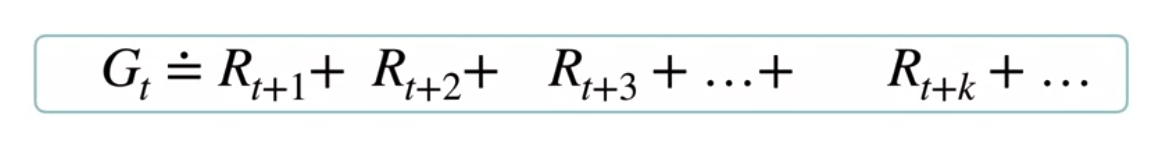 G_t ≐ R_{t+1} + R_{t+2} + R_{t+3} + … + R_{t+k} + …